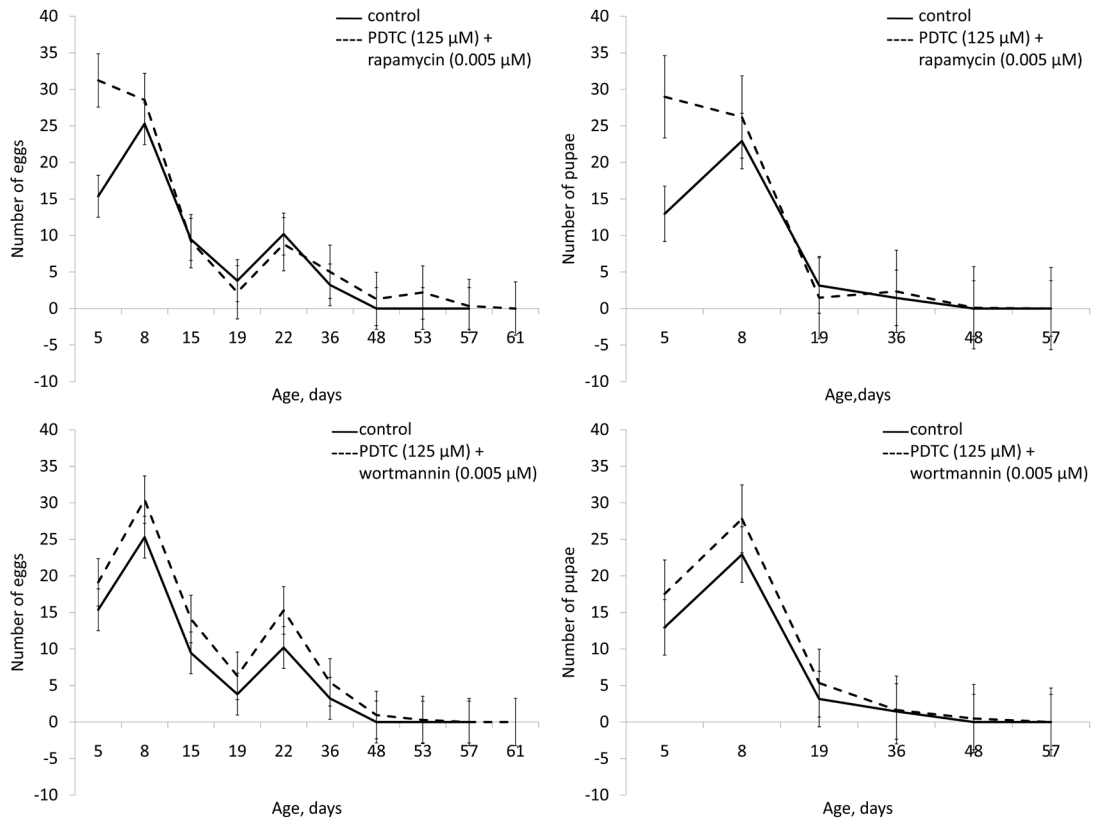 40
35
30
25
20
15
10
5
0
-5
-10
Number of eggs
control
PDTC (125 µM) +
rapamycin (0.005 µM)
5 8 15 19 22 36 48 53 57 61
Age, days
40
35
30
25
20
15
10
5
0
-5
-10
Number of pupae
control
PDTC (125 µM) +
rapamycin (0.005 µM)
5 8 19 36 48 57
Age,days
40
35
30
25
20
15
10
5
0
-5
-10
Number of eggs
control
PDTC (125 µM) +
wortmannin (0.005 µM)
5 8 15 19 22 36 48 53 57 61
Age, days
40
35
30
25
20
15
10
5
0
-5
-10
Number of pupae
control
PDTC (125 µM) +
wortmannin (0.005 µM)
5 8 19 36 48 57
Age, days